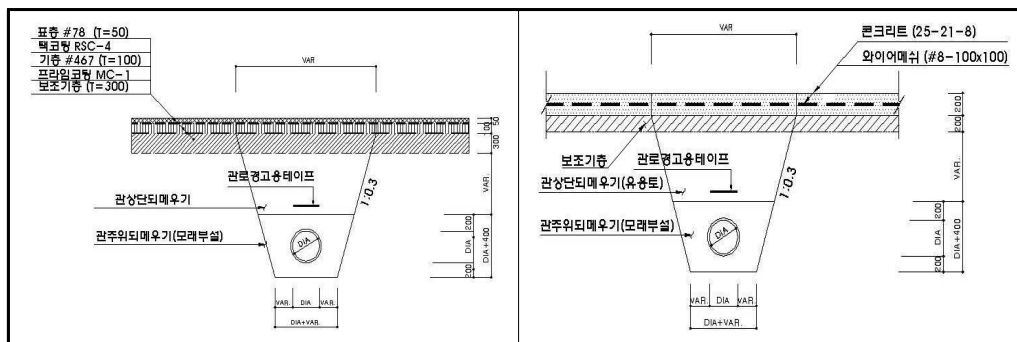 표층 #78 (T=50)
택코팅 RSC-4
기층 #467 (T=100)
프라임코팅 MC-1
보조기층 (T=300)
VAR
50
100
300
관로경고용테이프
1:0.3
VAR.
관상단되메우기
관주위되메우기(모래부설)
DIA
200
DIA
200
DIA+400
VAR.
DIA
VAR.
DIA+VAR.
VAR
콘크리트 (25-21-8)
와이어메쉬 (#8-100x100)
200
200
보조기층
관로경고용테이프
1:0.3
VAR.
관상단되메우기(유용토)
관주위되메우기(모래부설)
DIA
200
DIA
200
DIA+400
VAR.
DIA
VAR.
DIA+VAR.